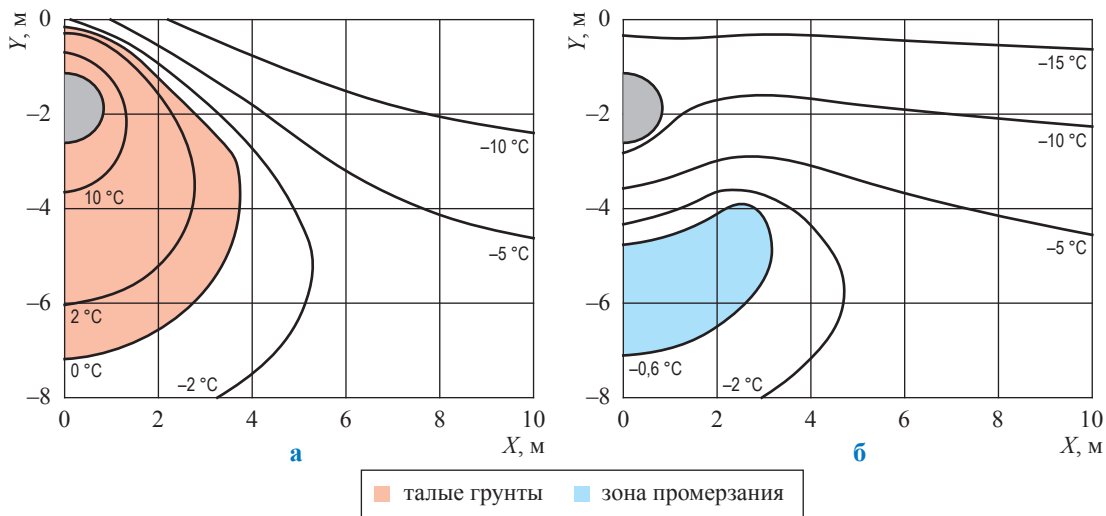 Y, м
0
–2
–4
–6
–8
0 2 4 6 8 10
X, м
10 °C
2 °C
0 °C
–2 °C
–5 °C
–10 °C
а
Y, м
0
–2
–4
–6
–8
0 2 4 6 8 10
X, м
–15 °C
–10 °C
–5 °C
–0,6 °C
–2 °C
б
талые грунты зона промерзания